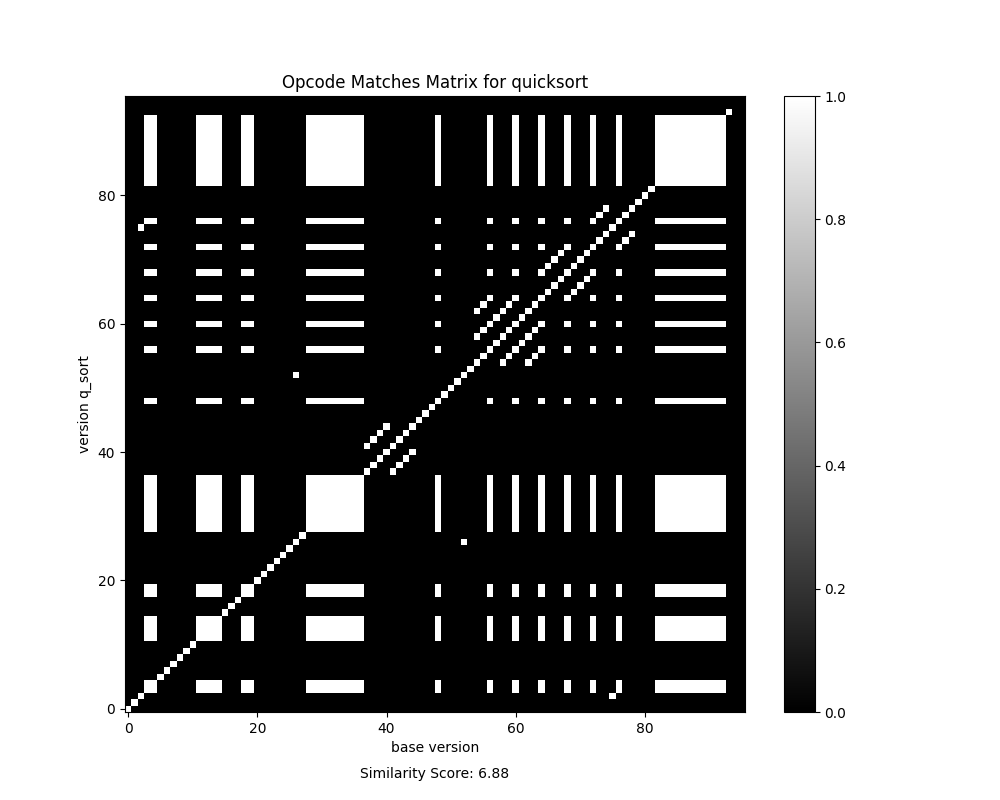 Opcode Matches Matrix for quicksort
version q_sort
80
60
40
20
0
0 20 40 60 80
base version
Similarity Score: 6.88
1.0
0.8
0.6
0.4
0.2
0.0